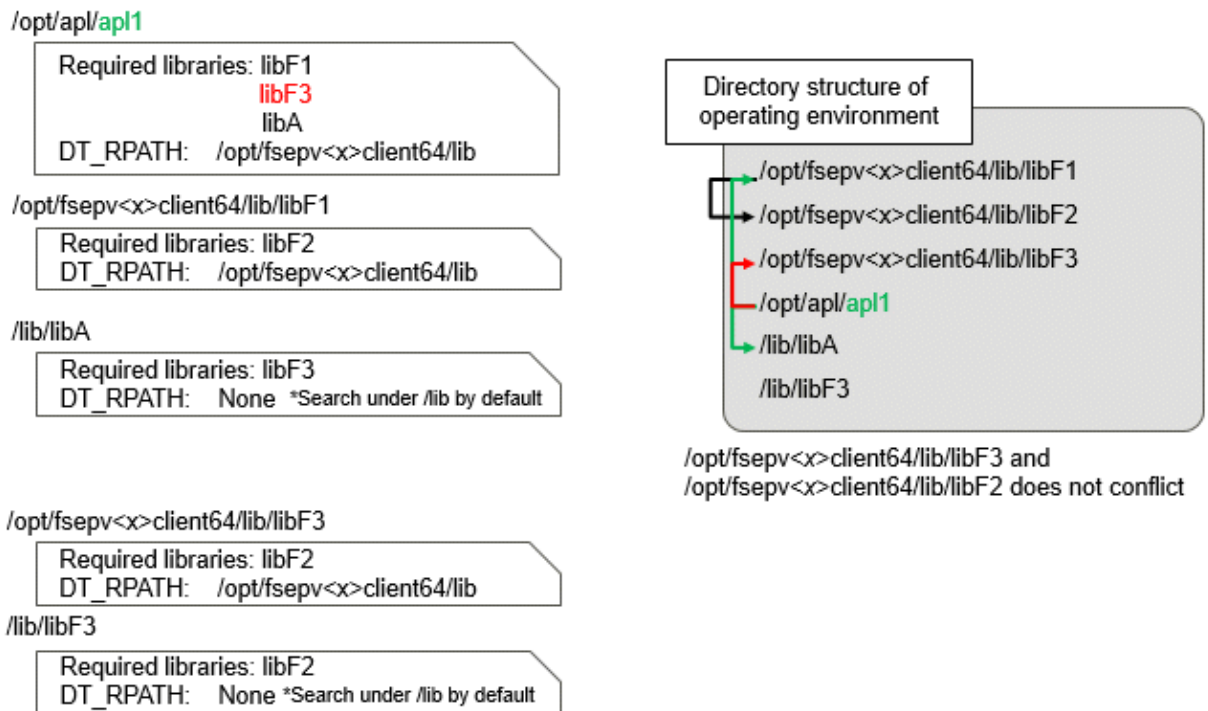 /opt/apl/apl1
Required libraries: libF1
libF3
libA
DT_RPATH: /opt/fsepv<x>client64/lib
/opt/fsepv<x>client64/lib/libF1
Required libraries: libF2
DT_RPATH: /opt/fsepv<x>client64/lib
/lib/libA
Required libraries: libF3
DT_RPATH: None *Search under /lib by default
/opt/fsepv<x>client64/lib/libF3
Required libraries: libF2
DT_RPATH: /opt/fsepv<x>client64/lib
/lib/libF3
Required libraries: libF2
DT_RPATH: None *Search under /lib by default
Directory structure of
operating environment
/opt/fsepv<x>client64/lib/libF1
/opt/fsepv<x>client64/lib/libF2
/opt/fsepv<x>client64/lib/libF3
/opt/apl/apl1
/lib/libA
/lib/libF3
/opt/fsepv<x>client64/lib/libF3 and
/opt/fsepv<x>client64/lib/libF2 does not conflict